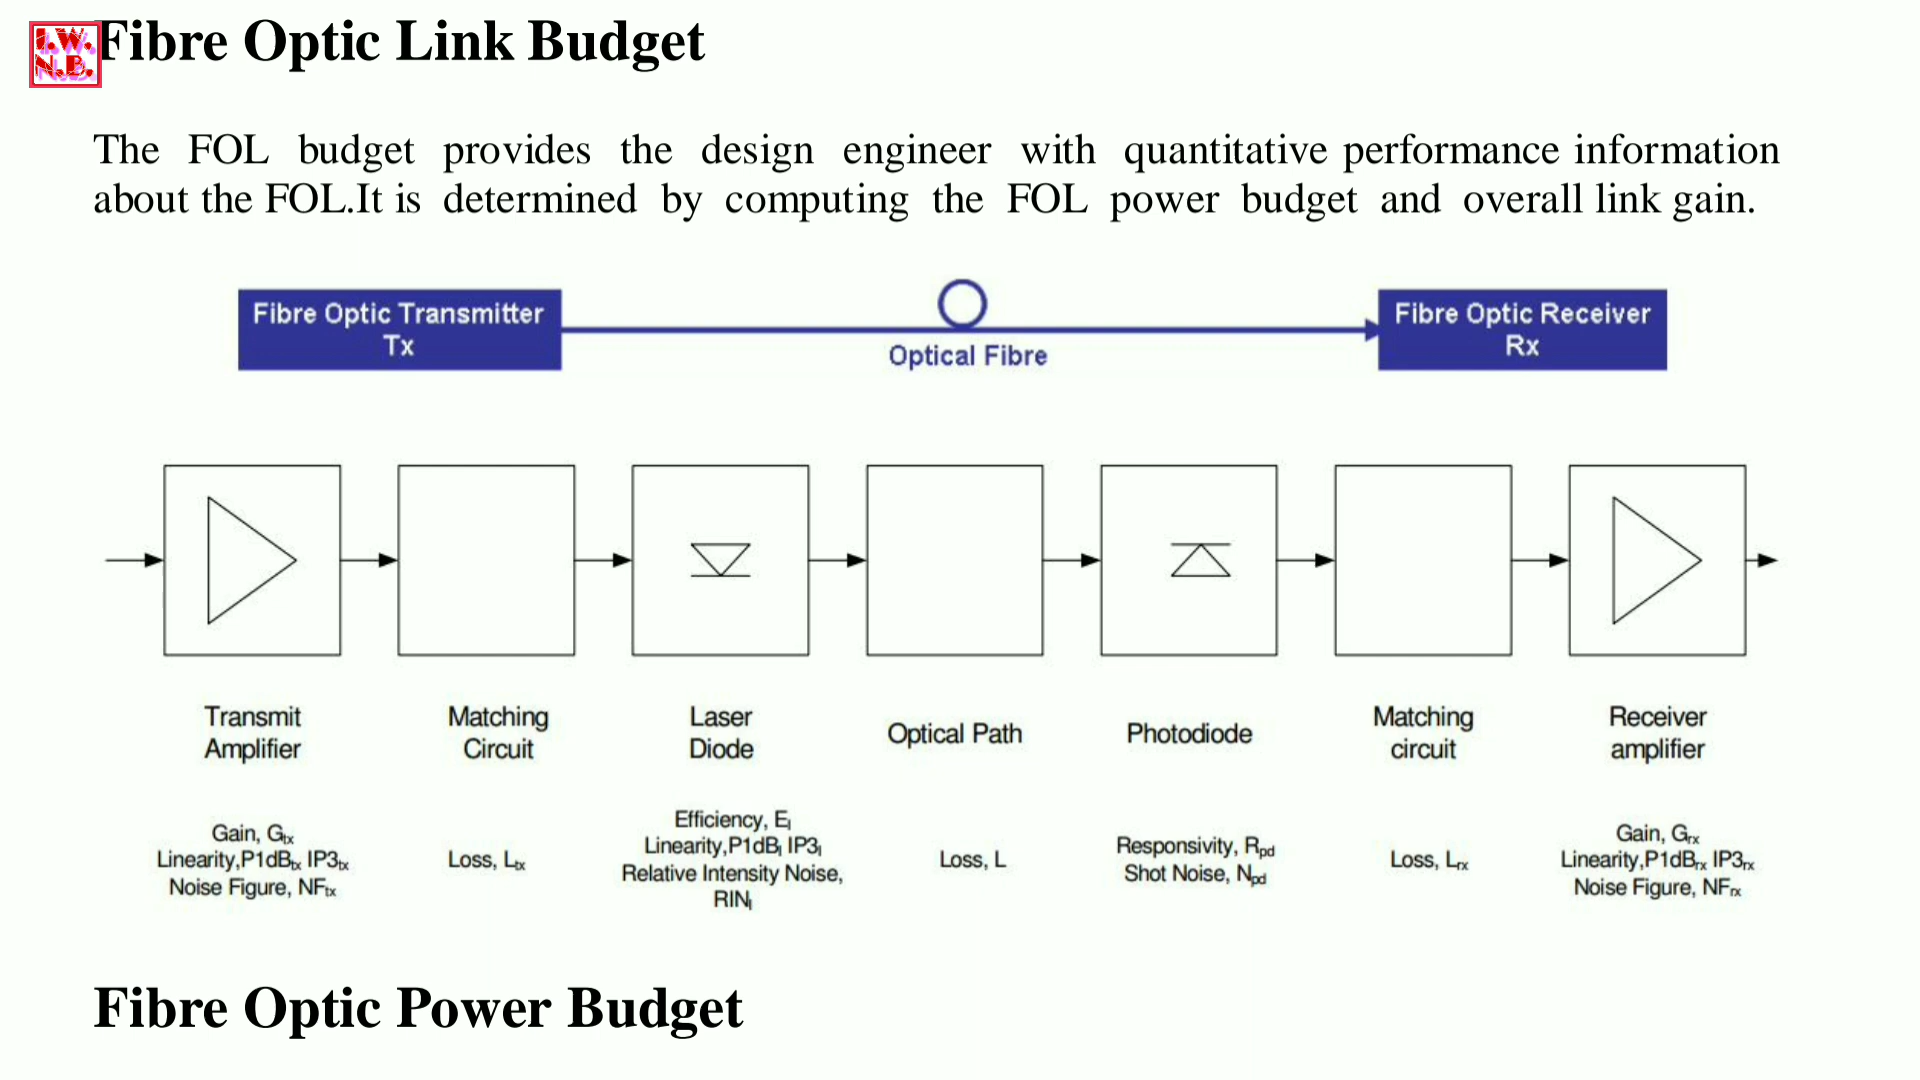 I.W.
N.B.
Fibre Optic Link Budget
The FOL budget provides the design engineer with quantitative performance information
about the FOL.It is determined by computing the FOL power budget and overall link gain.
Fibre Optic Transmitter
Tx
Optical Fibre
Fibre Optic Receiver
Rx
Transmit
Amplifier
Matching
Circuit
Laser
Diode
Optical Path
Photodiode
Matching
circuit
Receiver
amplifier
Gain, Gtx
Linearity,P1dBtx IP3tx
Noise Figure, NFtx
Loss, Ltx
Efficiency, El
Linearity,P1dBl IP3l
Relative Intensity Noise,
RINl
Loss, L
Responsivity, Rpd
Shot Noise, Npd
Loss, Lrx
Gain, Grx
Linearity,P1dBrx IP3rx
Noise Figure, NFrx
Fibre Optic Power Budget